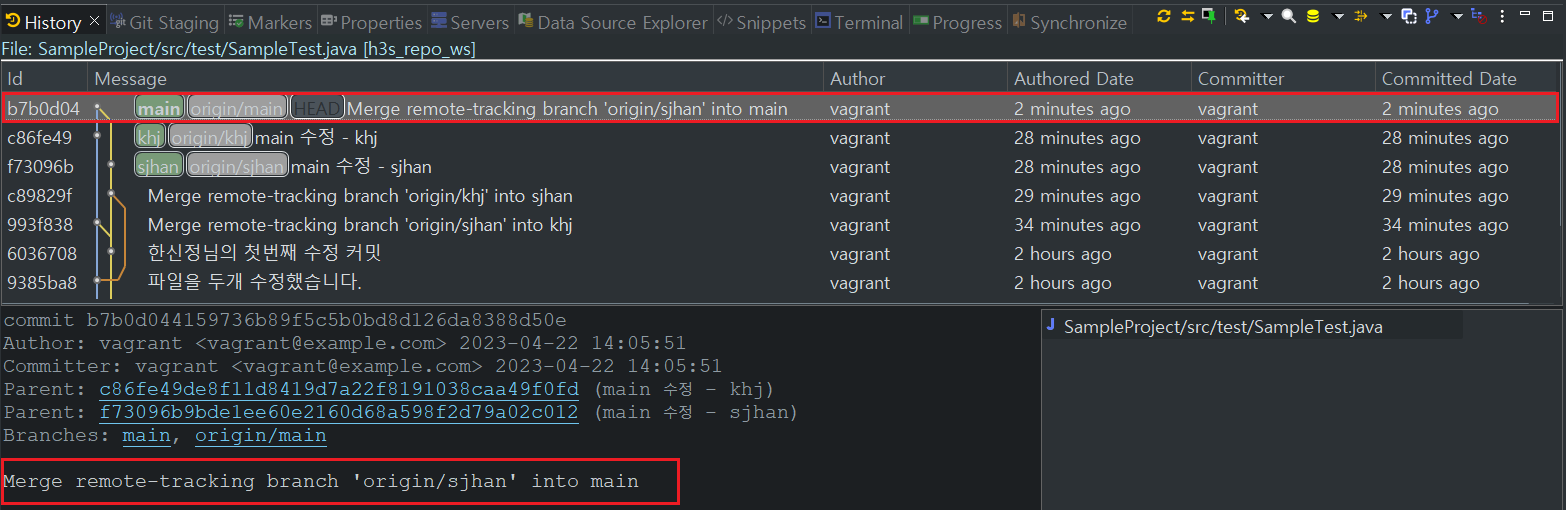 History Git Staging Markers Properties Servers Data Source Explorer Snippets Terminal Progress Synchronize
File: SampleProject/src/test/SampleTest.java [h3s_repo_ws]
Id Message Author Authored Date Committer Committed Date
b7b0d04 main origin/main HEAD Merge remote-tracking branch 'origin/sjhan' into main vagrant 2 minutes ago vagrant 2 minutes ago
c86fe49 khj origin/khj main 수정 - khj vagrant 28 minutes ago vagrant 28 minutes ago
f73096b sjhan origin/sjhan main 수정 - sjhan vagrant 28 minutes ago vagrant 28 minutes ago
c89829f Merge remote-tracking branch 'origin/khj' into sjhan vagrant 29 minutes ago vagrant 29 minutes ago
993f838 Merge remote-tracking branch 'origin/sjhan' into khj vagrant 34 minutes ago vagrant 34 minutes ago
6036708 한신정님의 첫번째 수정 커밋 vagrant 2 hours ago vagrant 2 hours ago
9385ba8 파일을 두개 수정했습니다. vagrant 2 hours ago vagrant 2 hours ago
commit b7b0d044159736b89f5c5b0bd8d126da8388d50e
Author: vagrant <vagrant@example.com> 2023-04-22 14:05:51
Committer: vagrant <vagrant@example.com> 2023-04-22 14:05:51
Parent: c86fe49de8f11d8419d7a22f8191038caa49f0fd (main 수정 - khj)
Parent: f73096b9bde1ee60e2160d68a598f2d79a02c012 (main 수정 - sjhan)
Branches: main, origin/main
Merge remote-tracking branch 'origin/sjhan' into main
SampleProject/src/test/SampleTest.java